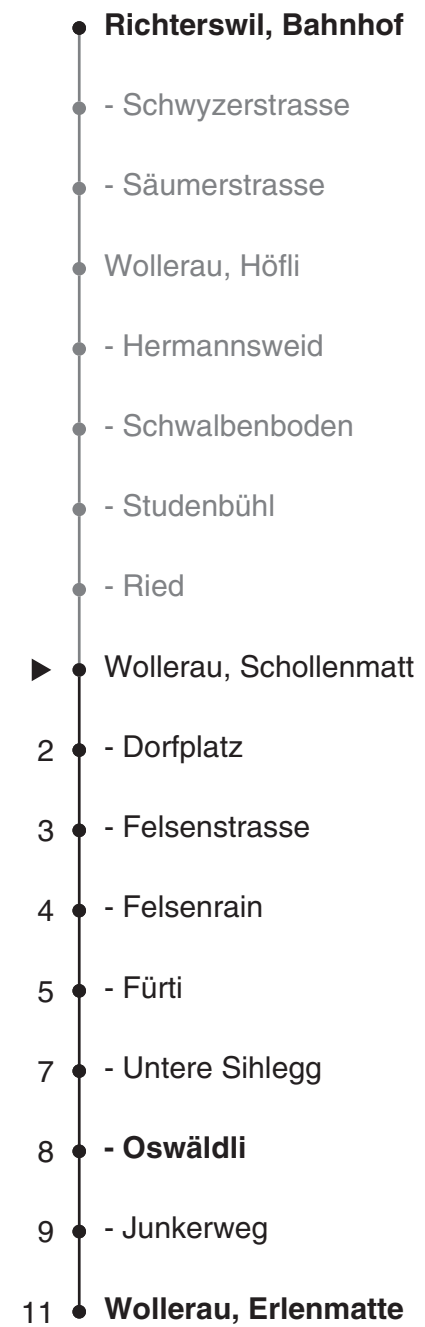 Richterswil, Bahnhof
- Schwyzerstrasse
- Säumerstrasse
Wollerau, Höfli
- Hermannsweid
- Schwalbenboden
- Studenbühl
- Ried
Wollerau, Schollenmatt
2 - Dorfplatz
3 - Felsenstrasse
4 - Felsenrain
5 - Fürti
7 - Untere Sihlegg
8 - Oswäldli
9 - Junkerweg
11 Wollerau, Erlenmatte